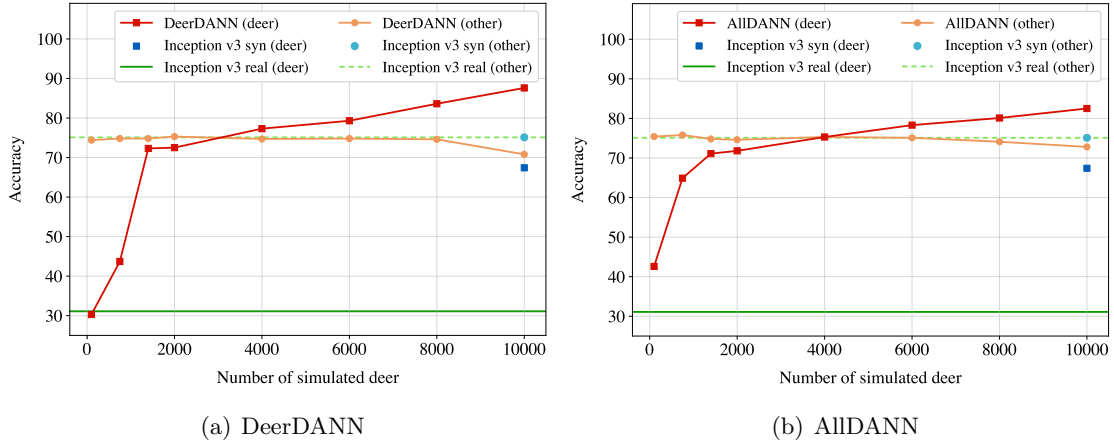 DeerDANN (deer)
Inception v3 syn (deer)
Inception v3 real (deer)
DeerDANN (other)
Inception v3 syn (other)
Inception v3 real (other)
Accuracy
100
90
80
70
60
50
40
30
0 2000 4000 6000 8000 10000
Number of simulated deer
(a) DeerDANN
AllDANN (deer)
Inception v3 syn (deer)
Inception v3 real (deer)
AllDANN (other)
Inception v3 syn (other)
Inception v3 real (other)
Accuracy
100
90
80
70
60
50
40
30
0 2000 4000 6000 8000 10000
Number of simulated deer
(b) AllDANN